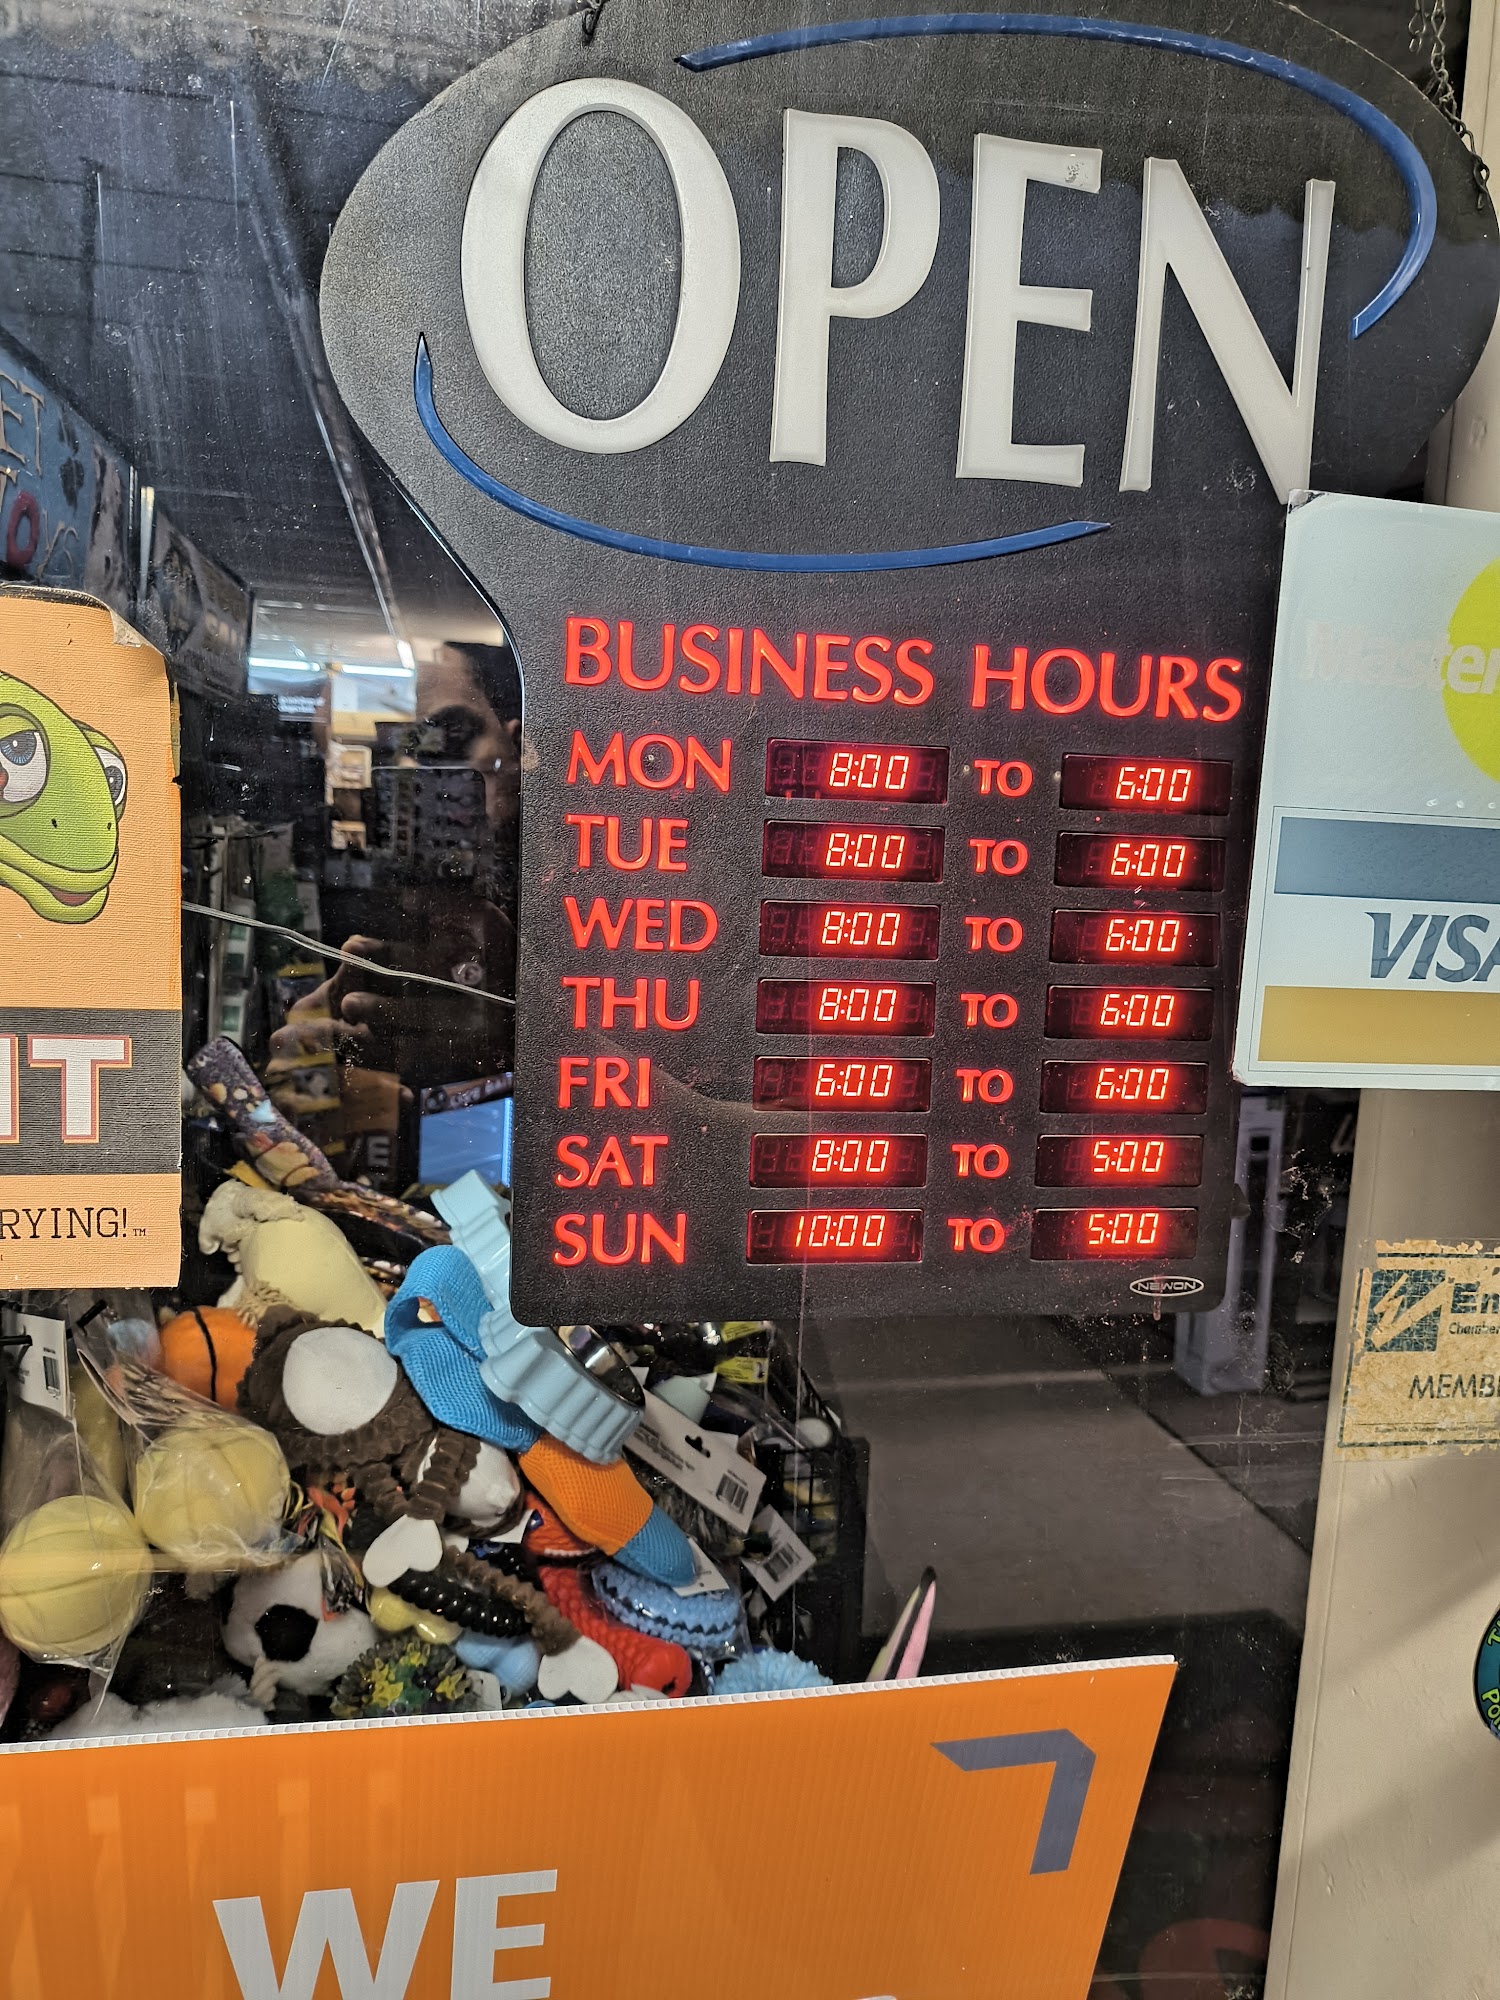 OPEN
BUSINESS HOURS
MON 8:00 TO 6:00
TUE 8:00 TO 6:00
WED 8:00 TO 6:00
THU 8:00 TO 6:00
FRI 6:00 TO 6:00
SAT 8:00 TO 5:00
SUN 10:00 TO 5:00
NEWON
Master
VISA
IT
RYING!™
MEMB
WE